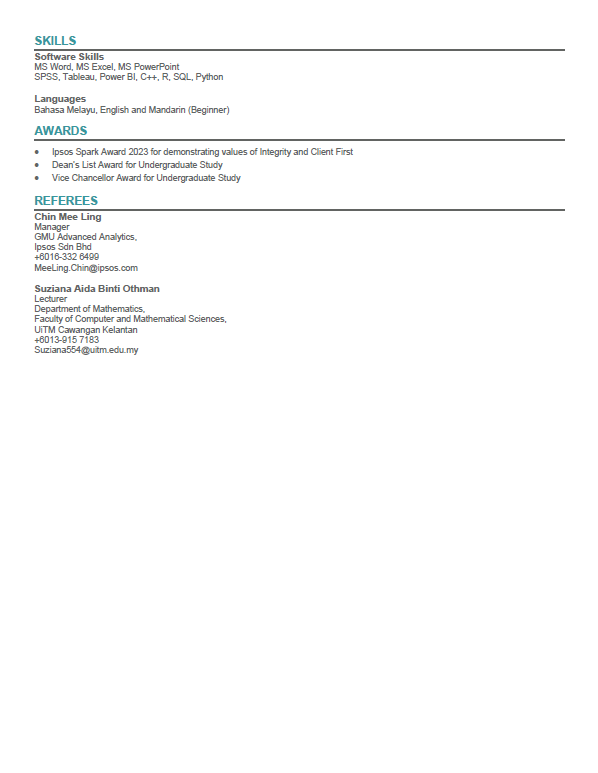 SKILLS
Software Skills
MS Word, MS Excel, MS PowerPoint
SPSS, Tableau, Power BI, C++, R, SQL, Python
Languages
Bahasa Melayu, English and Mandarin (Beginner)
AWARDS
• Ipsos Spark Award 2023 for demonstrating values of Integrity and Client First
• Dean's List Award for Undergraduate Study
• Vice Chancellor Award for Undergraduate Study
REFEREES
Chin Mee Ling
Manager
GMU Advanced Analytics,
Ipsos Sdn Bhd
+6016-332 6499
MeeLing.Chin@ipsos.com
Suziana Aida Binti Othman
Lecturer
Department of Mathematics,
Faculty of Computer and Mathematical Sciences,
UiTM Cawangan Kelantan
+6013-915 7183
Suziana554@uitm.edu.my